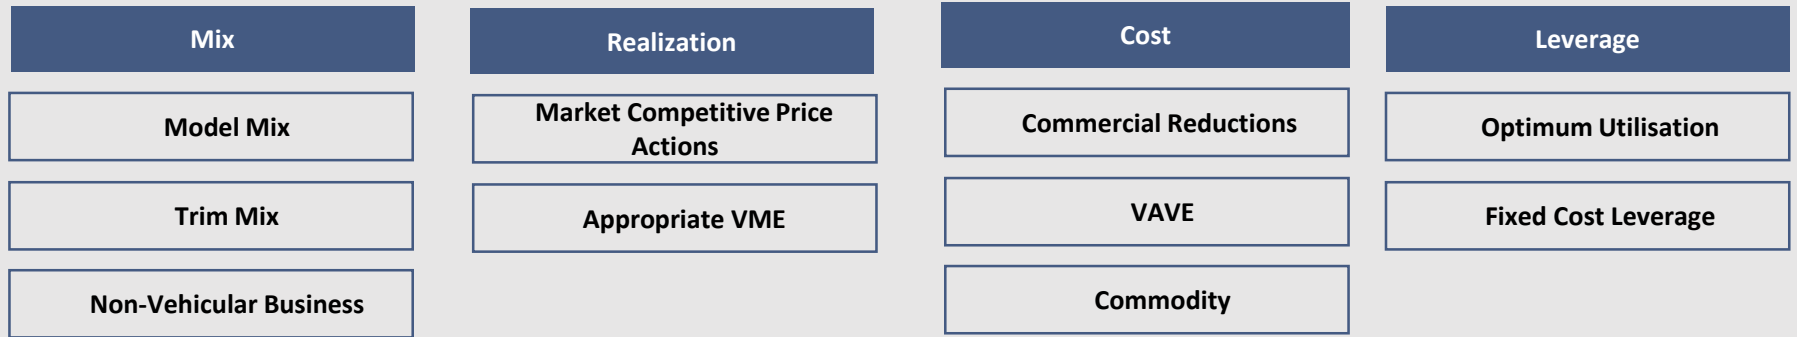 Mix
Model Mix
Trim Mix
Non-Vehicular Business
Realization
Market Competitive Price
Actions
Appropriate VME
Cost
Commercial Reductions
VAVE
Commodity
Leverage
Optimum Utilisation
Fixed Cost Leverage